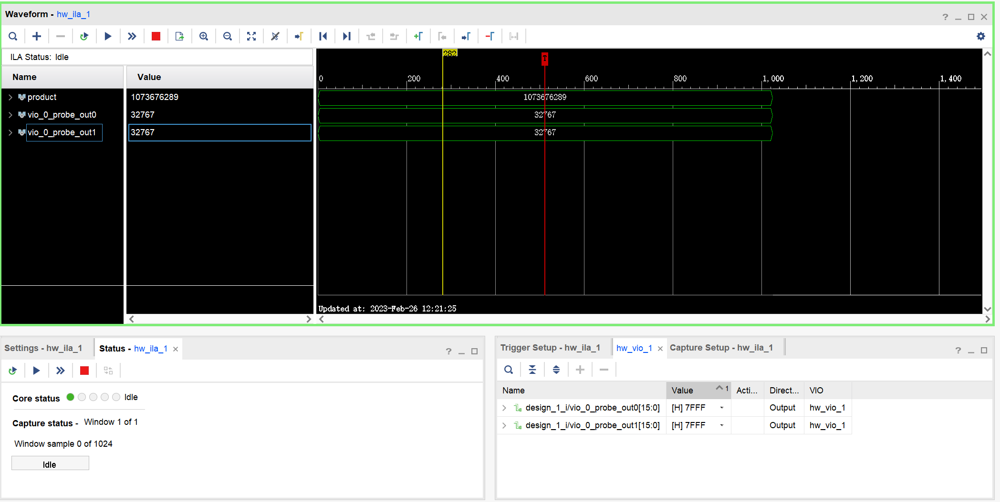 Waveform - hw_ila_1
ILA Status: Idle
Name Value
282
T
0 200 400 600 800 1,000 1,200 1,400
product 1073676289 1073676289
vio_0_probe_out0 32767 32767
vio_0_probe_out1 32767 32767
Updated at: 2023-Feb-26 12:21:25
Settings - hw_ila_1 Status - hw_ila_1
Core status Idle
Capture status - Window 1 of 1
Window sample 0 of 1024
Idle
Trigger Setup - hw_ila_1 hw_vio_1 Capture Setup - hw_ila_1
Name Value 1 Acti... Direct... VIO
design_1_i/vio_0_probe_out0[15:0] [H] 7FFF Output hw_vio_1
design_1_i/vio_0_probe_out1[15:0] [H] 7FFF Output hw_vio_1